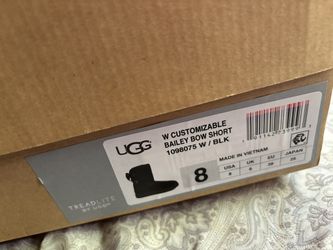 UGG
W CUSTOMIZABLE
BAILEY BOW SHORT
1098075 W / BLK
MADE IN VIETNAM
8
USA UK EU JAPAN
8 6 39 25
TREADLITE
BY UGG